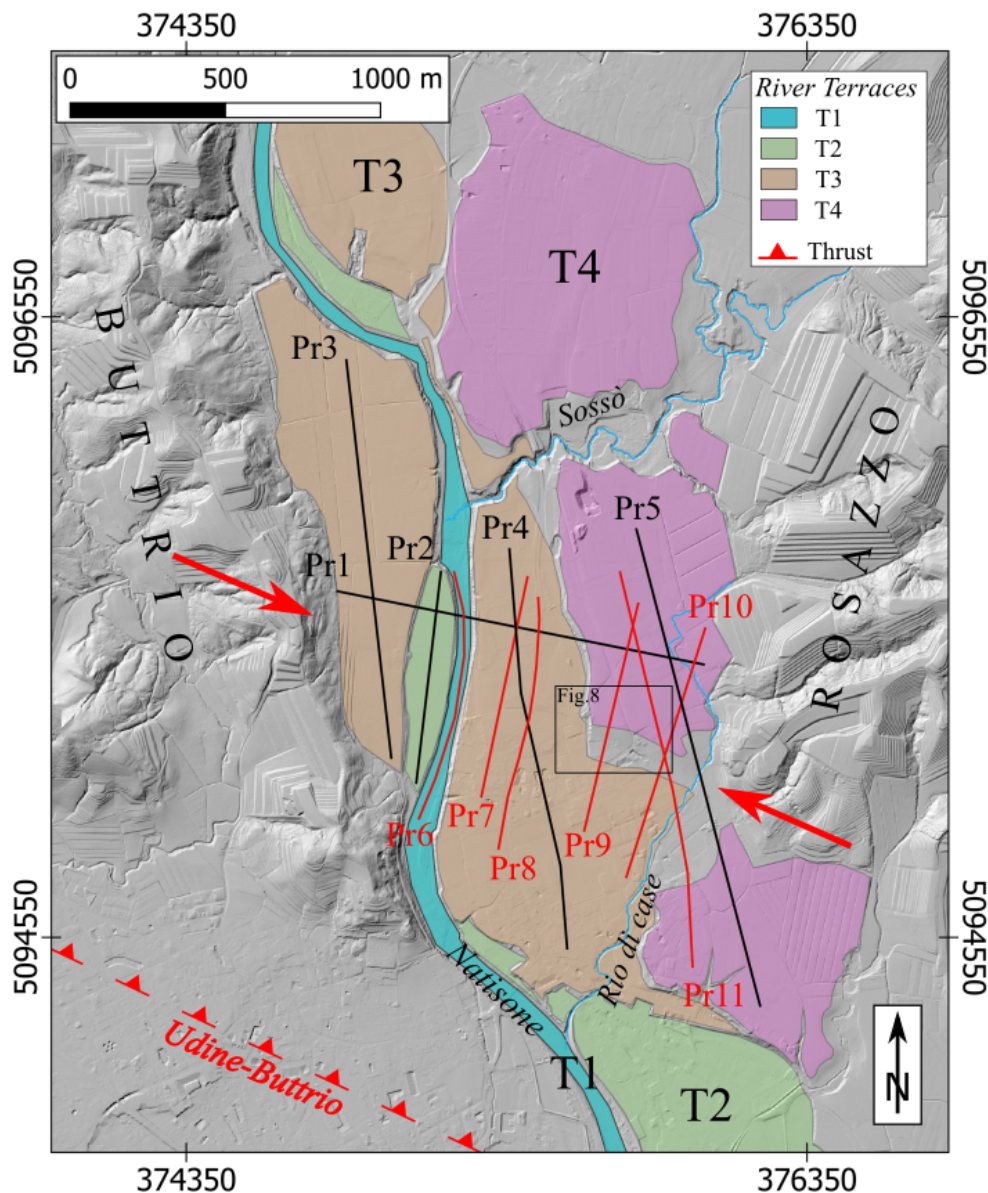 374350 376350
0 500 1000 m
River Terraces
T1
T2
T3
T4
Thrust
T3
T4
5096550
5096550
BUTTRIO
Pr3
Sossò
ROSAZZO
Pr5
Pr4
Pr2
Pr1
Pr10
Fig.8
Pr7
Pr6
Pr9
Pr8
5094550
5094550
Rio di case
Natisone
Pr11
Udine-Buttrio
T1
T2
N
374350 376350